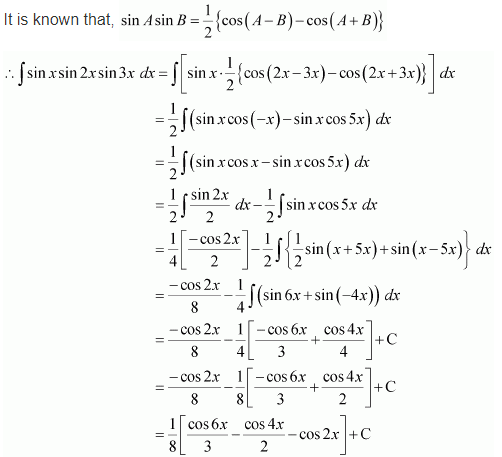 It is known that, sin A sin B = 1/2 {cos(A − B) − cos(A + B)}
∴ ∫ sin x sin 2x sin 3x dx = ∫ [sin x · 1/2 {cos(2x − 3x) − cos(2x + 3x)}] dx
= 1/2 ∫ (sin x cos(−x) − sin x cos 5x) dx
= 1/2 ∫ (sin x cos x − sin x cos 5x) dx
= 1/2 ∫ sin 2x/2 dx − 1/2 ∫ sin x cos 5x dx
= 1/4 [−cos 2x/2] − 1/2 ∫ {1/2 sin(x + 5x) + sin(x − 5x)} dx
= −cos 2x/8 − 1/4 ∫ (sin 6x + sin(−4x)) dx
= −cos 2x/8 − 1/4 [−cos 6x/3 + cos 4x/4] + C
= −cos 2x/8 − 1/8 [−cos 6x/3 + cos 4x/2] + C
= 1/8 [cos 6x/3 − cos 4x/2 − cos 2x] + C